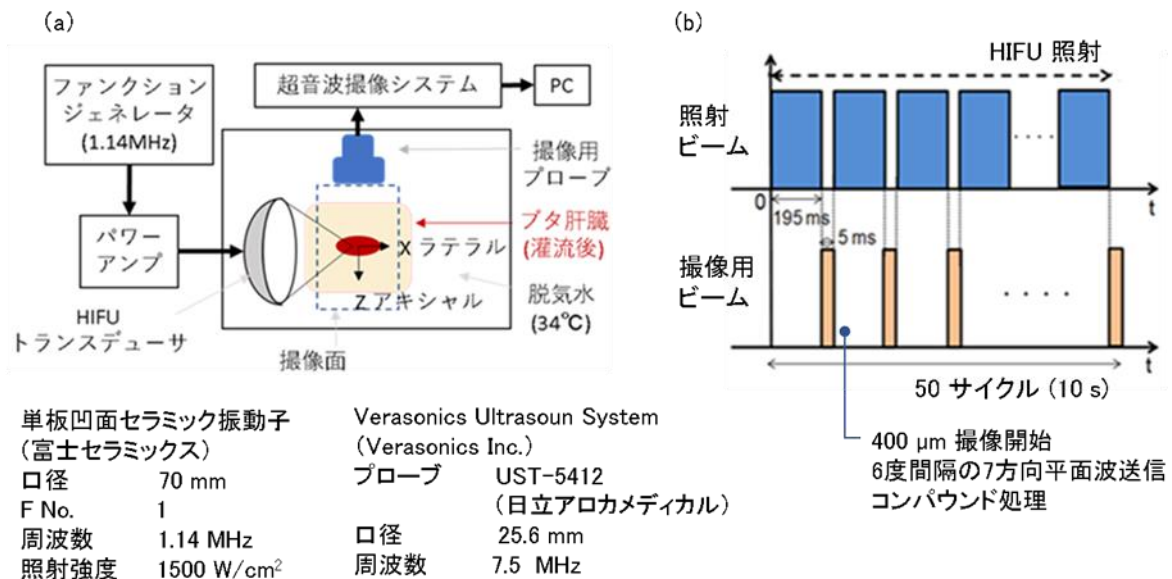 (a)
ファンクション
ジェネレータ
(1.14MHz)
超音波撮像システム
PC
撮像用
プローブ
パワー
アンプ
ブタ肝臓
(灌流後)
X ラテラル
Z アキシャル
脱気水
(34℃)
HIFU
トランスデューサ
撮像面
単板凹面セラミック振動子
(富士セラミックス)
口径 70 mm
F No. 1
周波数 1.14 MHz
照射強度 1500 W/cm²
Verasonics Ultrasoun System
(Verasonics Inc.)
プローブ UST-5412
(日立アロカメディカル)
口径 25.6 mm
周波数 7.5 MHz
(b)
HIFU 照射
照射
ビーム
0
t
195 ms
5 ms
撮像用
ビーム
t
50 サイクル (10 s)
400 μm 撮像開始
6度間隔の7方向平面波送信
コンパウンド処理